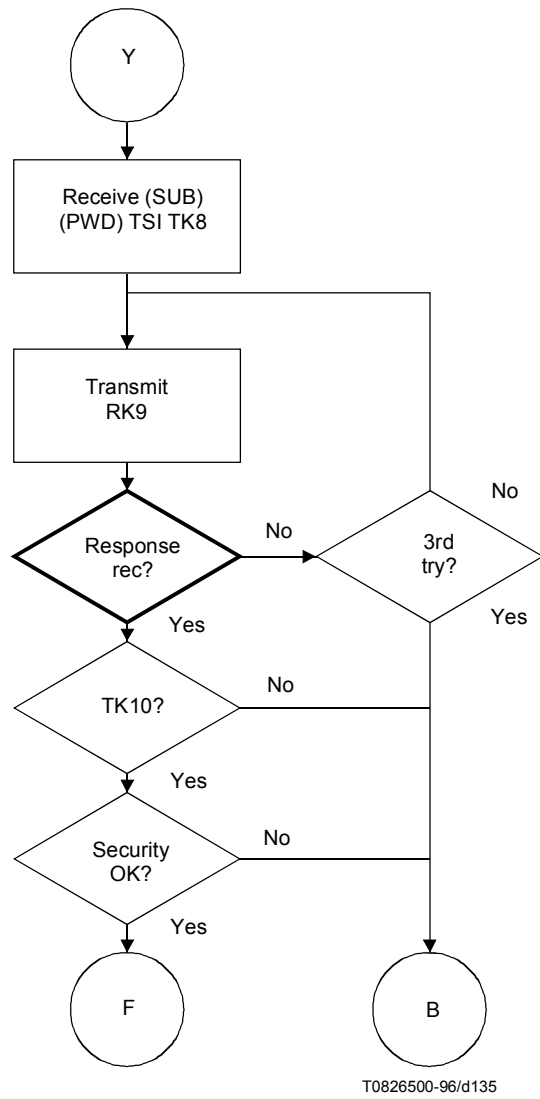 Y
Receive (SUB)
(PWD) TSI TK8
Transmit
RK9
Response
rec?
No
3rd
try?
No
Yes
Yes
TK10?
No
Yes
Security
OK?
No
Yes
F
B
T0826500-96/d135